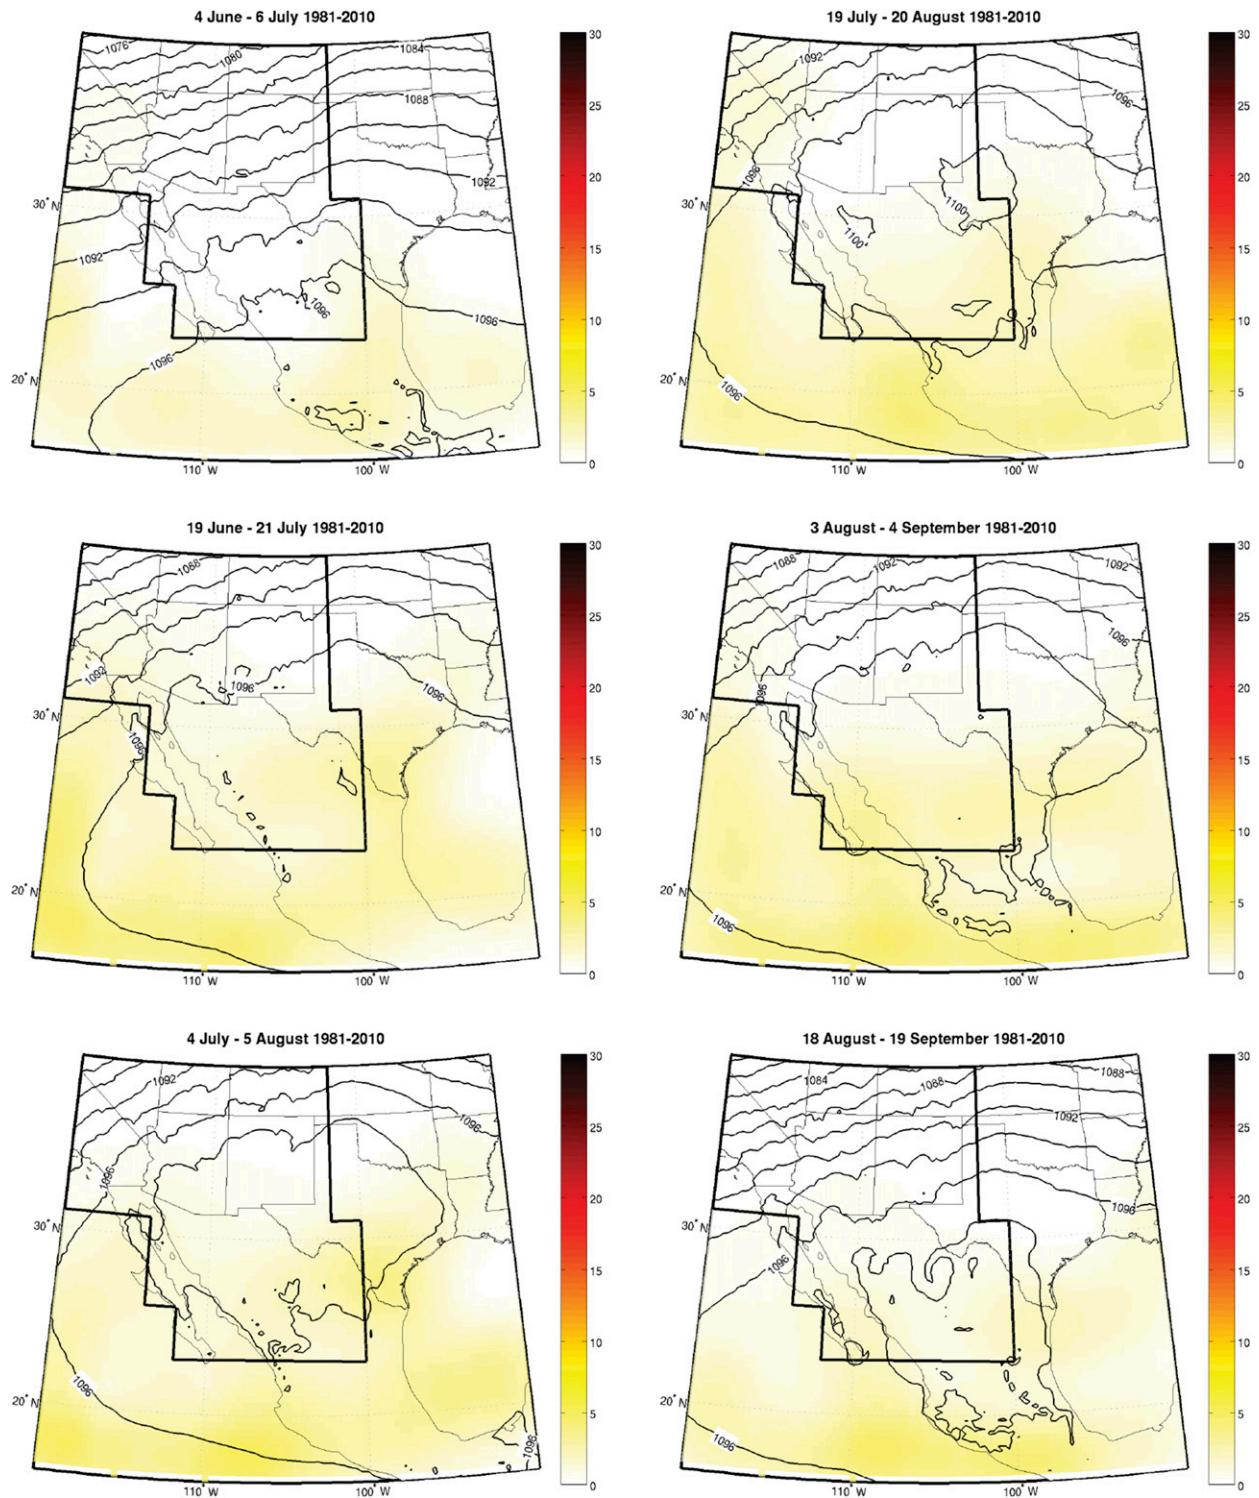 4 June - 6 July 1981-2010
1076
1080
1084
1088
1092
1092
1096
1096
1096
30° N
20° N
110° W
100° W
30
25
20
15
10
5
0
19 July - 20 August 1981-2010
1092
1096
1096
1100
1100
1096
30° N
20° N
110° W
100° W
30
25
20
15
10
5
0
19 June - 21 July 1981-2010
1088
1092
1096
1096
1096
30° N
20° N
110° W
100° W
30
25
20
15
10
5
0
3 August - 4 September 1981-2010
1088
1092
1092
1096
1096
1096
30° N
20° N
110° W
100° W
30
25
20
15
10
5
0
4 July - 5 August 1981-2010
1092
1096
1096
1096
1096
30° N
20° N
110° W
100° W
30
25
20
15
10
5
0
18 August - 19 September 1981-2010
1084
1088
1088
1092
1096
1096
1096
30° N
20° N
110° W
100° W
30
25
20
15
10
5
0